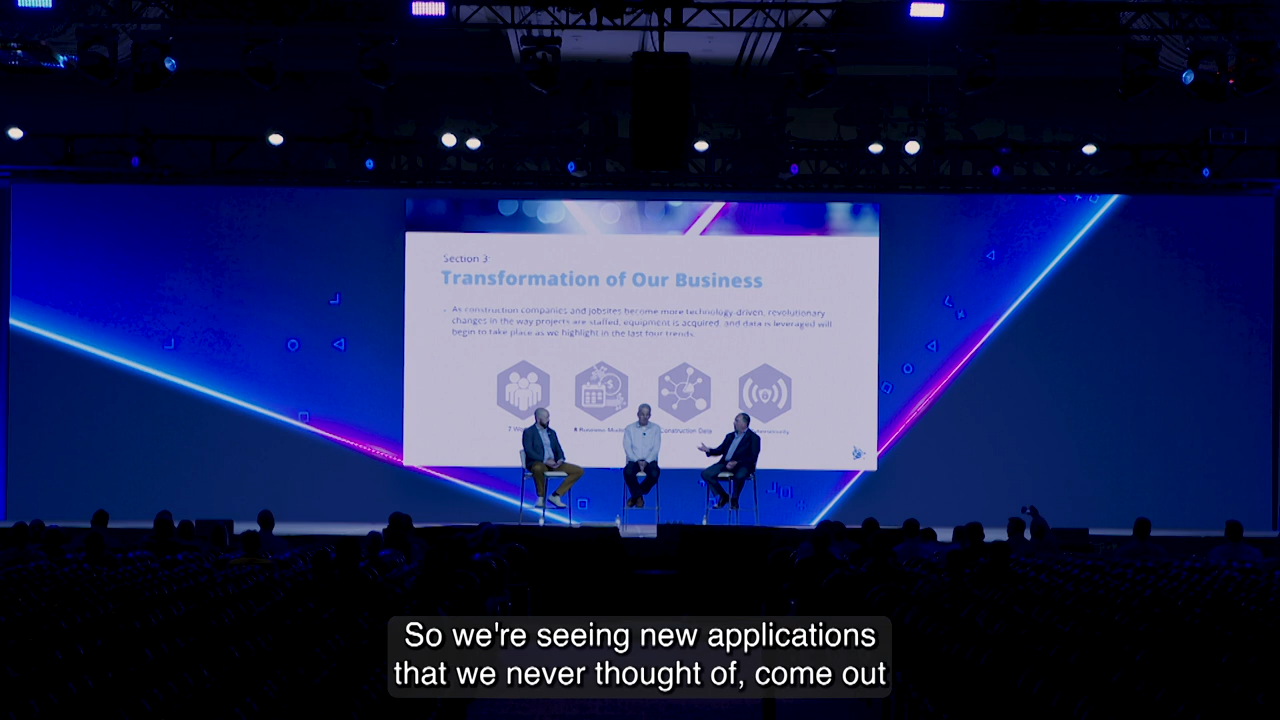 Section 3:
Transformation of Our Business
As construction companies and jobsites become more technology-driven, revolutionary
changes in the way projects are staffed, equipment is acquired, and data is leveraged will
begin to take place as we highlight in the last four trends.
Construction Data
So we're seeing new applications
that we never thought of, come out